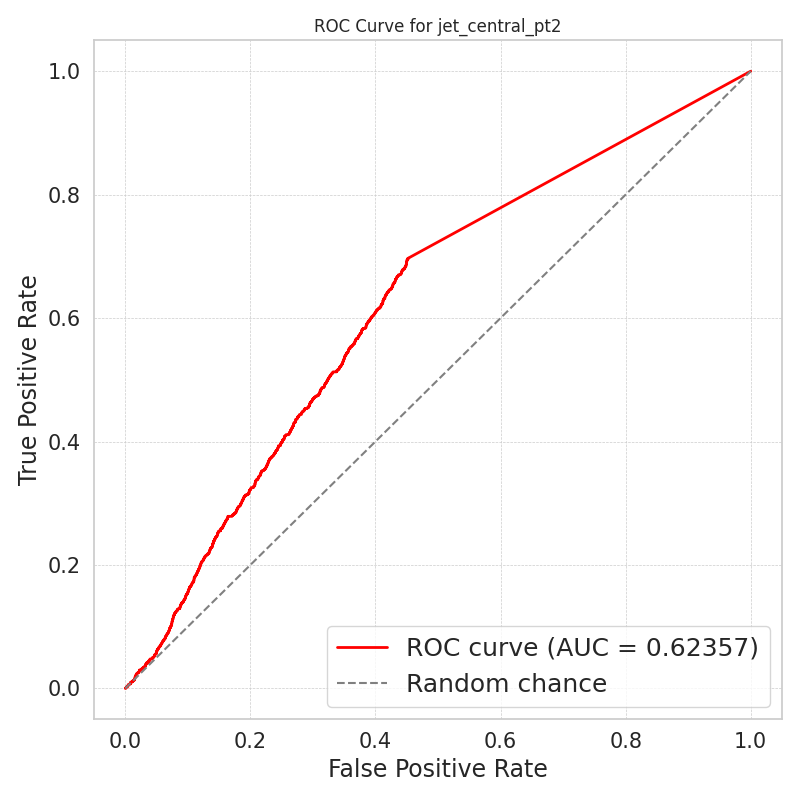 ROC Curve for jet_central_pt2
True Positive Rate
1.0
0.8
0.6
0.4
0.2
0.0
ROC curve (AUC = 0.62357)
Random chance
0.0 0.2 0.4 0.6 0.8 1.0
False Positive Rate